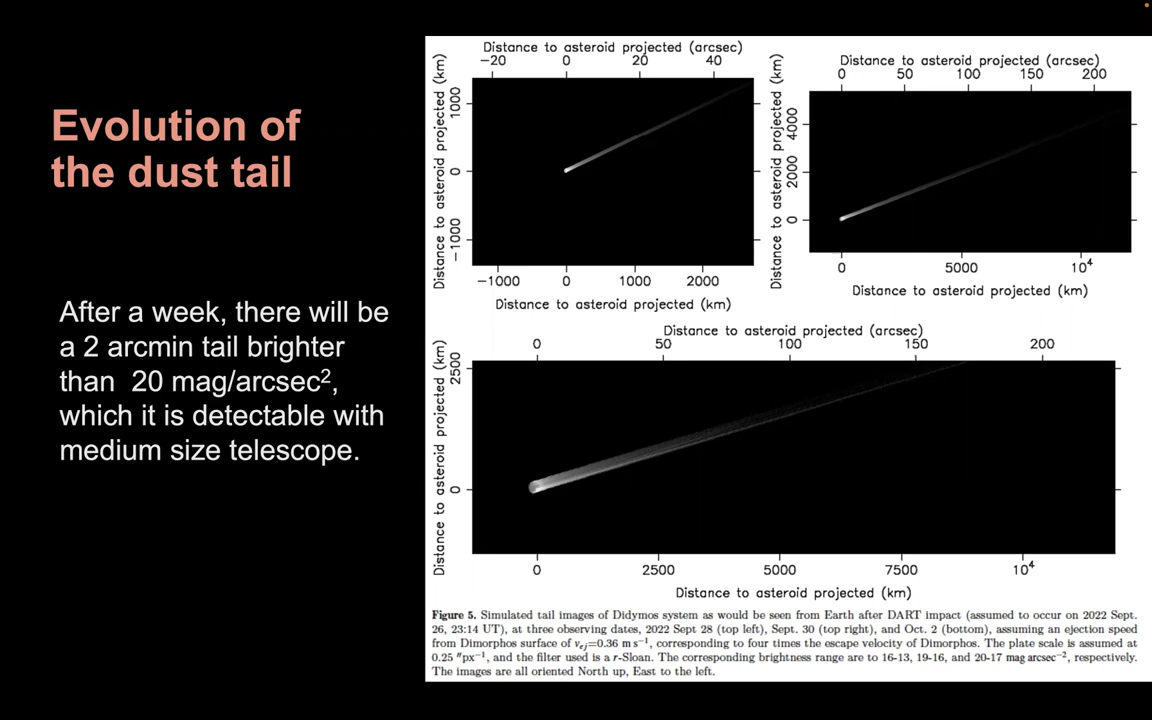 Evolution of
the dust tail
After a week, there will be
a 2 arcmin tail brighter
than 20 mag/arcsec²,
which it is detectable with
medium size telescope.
Distance to asteroid projected (arcsec)
−20 0 20 40
Distance to asteroid projected (km)
1000
0
−1000
−1000 0 1000 2000
Distance to asteroid projected (km)
Distance to asteroid projected (arcsec)
0 50 100 150 200
Distance to asteroid projected (km)
4000
2000
0
0 5000 10⁴
Distance to asteroid projected (km)
Distance to asteroid projected (arcsec)
0 50 100 150 200
Distance to asteroid projected (km)
2500
0
0 2500 5000 7500 10⁴
Distance to asteroid projected (km)
Figure 5. Simulated tail images of Didymos system as would be seen from Earth after DART impact (assumed to occur on 2022 Sept.
26, 23:14 UT), at three observing dates, 2022 Sept 28 (top left), Sept. 30 (top right), and Oct. 2 (bottom), assuming an ejection speed
from Dimorphos surface of vej=0.36 m s⁻¹, corresponding to four times the escape velocity of Dimorphos. The plate scale is assumed at
0.25 ″px⁻¹, and the filter used is a r-Sloan. The corresponding brightness range are to 16-13, 19-16, and 20-17 mag arcsec⁻², respectively.
The images are all oriented North up, East to the left.